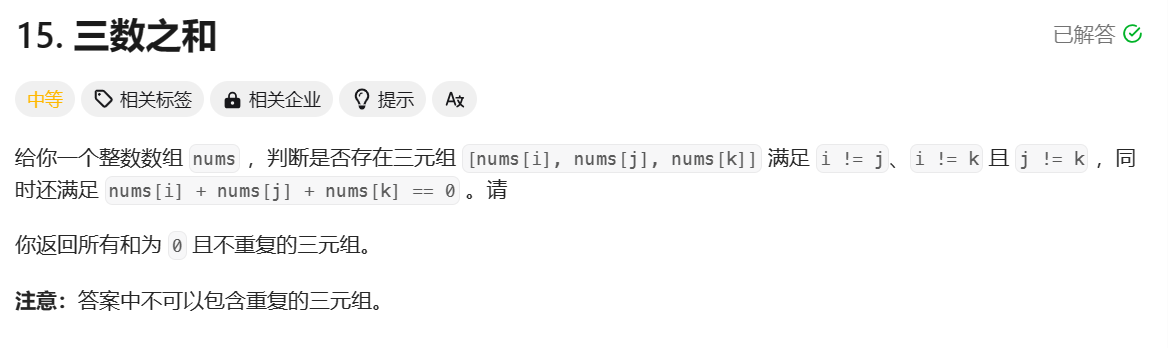 15. 三数之和
已解答
中等 相关标签 相关企业 提示
给你一个整数数组 nums ，判断是否存在三元组 [nums[i], nums[j], nums[k]] 满足 i != j、i != k 且 j != k ，同
时还满足 nums[i] + nums[j] + nums[k] == 0 。请
你返回所有和为 0 且不重复的三元组。
注意：答案中不可以包含重复的三元组。